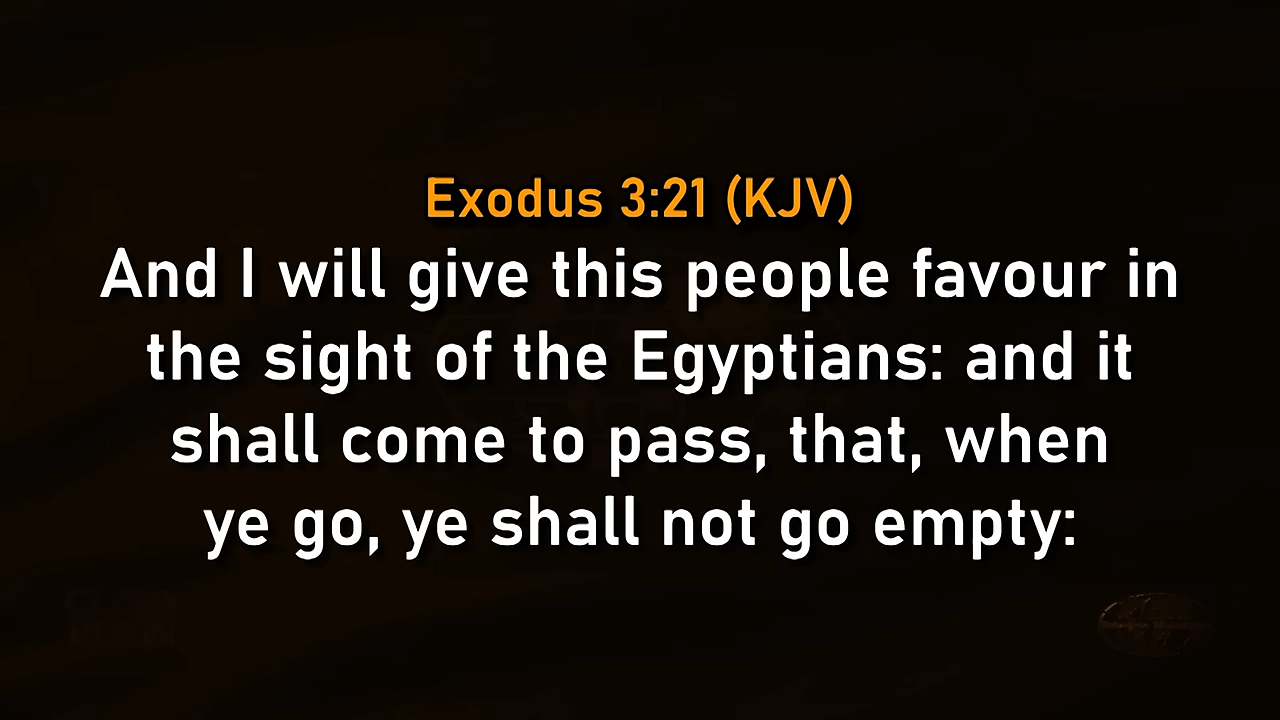 Exodus 3:21 (KJV)
And I will give this people favour in
the sight of the Egyptians: and it
shall come to pass, that, when
ye go, ye shall not go empty: